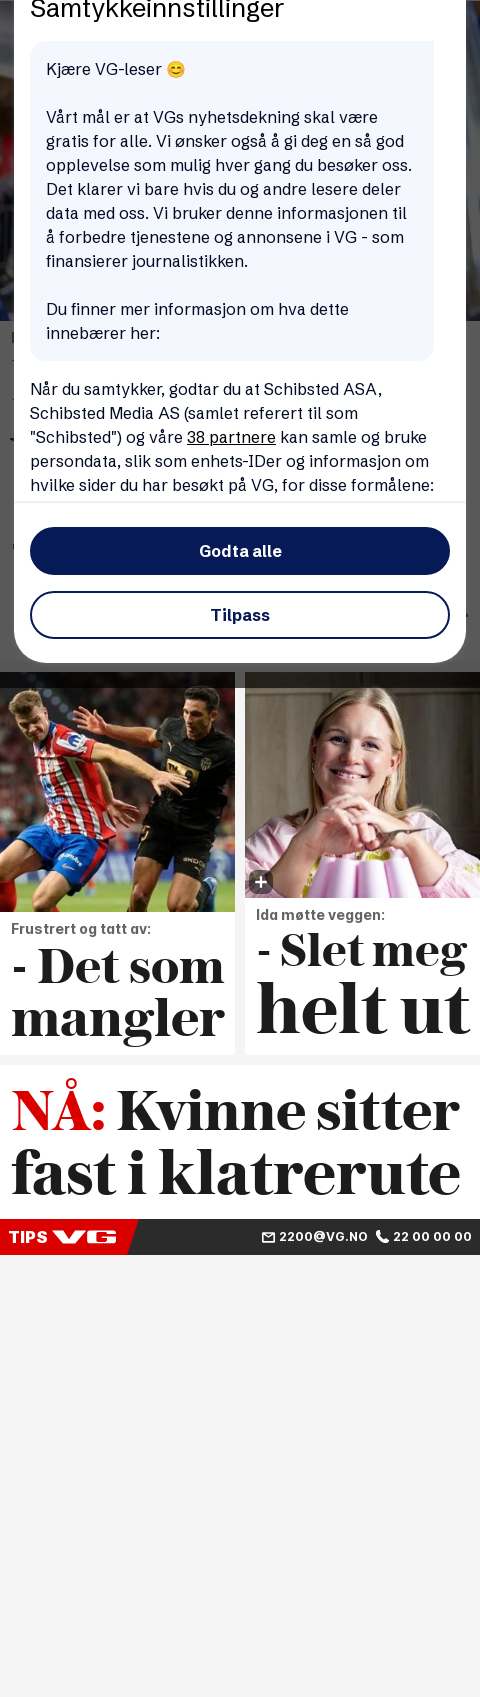 Samtykkeinnstillinger
Kjære VG-leser 😊
Vårt mål er at VGs nyhetsdekning skal være
gratis for alle. Vi ønsker også å gi deg en så god
opplevelse som mulig hver gang du besøker oss.
Det klarer vi bare hvis du og andre lesere deler
data med oss. Vi bruker denne informasjonen til
å forbedre tjenestene og annonsene i VG - som
finansierer journalistikken.
Du finner mer informasjon om hva dette
innebærer her:
Når du samtykker, godtar du at Schibsted ASA,
Schibsted Media AS (samlet referert til som
"Schibsted") og våre 38 partnere kan samle og bruke
persondata, slik som enhets-IDer og informasjon om
hvilke sider du har besøkt på VG, for disse formålene:
Godta alle
Tilpass
Frustrert og tatt av:
- Det som
mangler
Ida møtte veggen:
- Slet meg
helt ut
NÅ: Kvinne sitter
fast i klatrerute
TIPS VG 2200@VG.NO 22 00 00 00